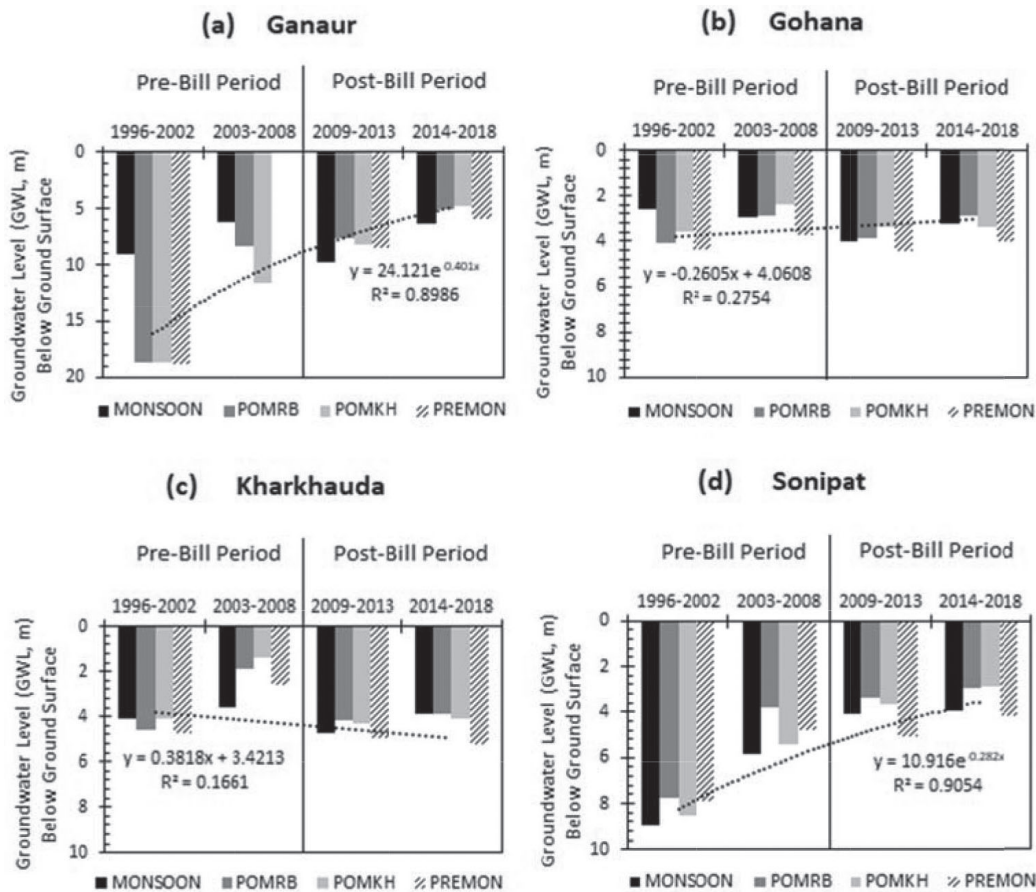 (a) Ganaur
Pre-Bill Period Post-Bill Period
1996-2002 2003-2008 2009-2013 2014-2018
Groundwater Level (GWL, m)
Below Ground Surface
0
5
10
15
20
y = 24.121e^-0.401x
R² = 0.8986
MONSOON POMRB POMKH PREMON
(b) Gohana
Pre-Bill Period Post-Bill Period
1996-2002 2003-2008 2009-2013 2014-2018
Groundwater Level (GWL, m)
Below Ground Surface
0
2
4
6
8
10
y = -0.2605x + 4.0608
R² = 0.2754
MONSOON POMRB POMKH PREMON
(c) Kharkhauda
Pre-Bill Period Post-Bill Period
1996-2002 2003-2008 2009-2013 2014-2018
Groundwater Level (GWL, m)
Below Ground Surface
0
2
4
6
8
10
y = 0.3818x + 3.4213
R² = 0.1661
MONSOON POMRB POMKH PREMON
(d) Sonipat
Pre-Bill Period Post-Bill Period
1996-2002 2003-2008 2009-2013 2014-2018
Groundwater Level (GWL, m)
Below Ground Surface
0
2
4
6
8
10
y = 10.916e^-0.282x
R² = 0.9054
MONSOON POMRB POMKH PREMON